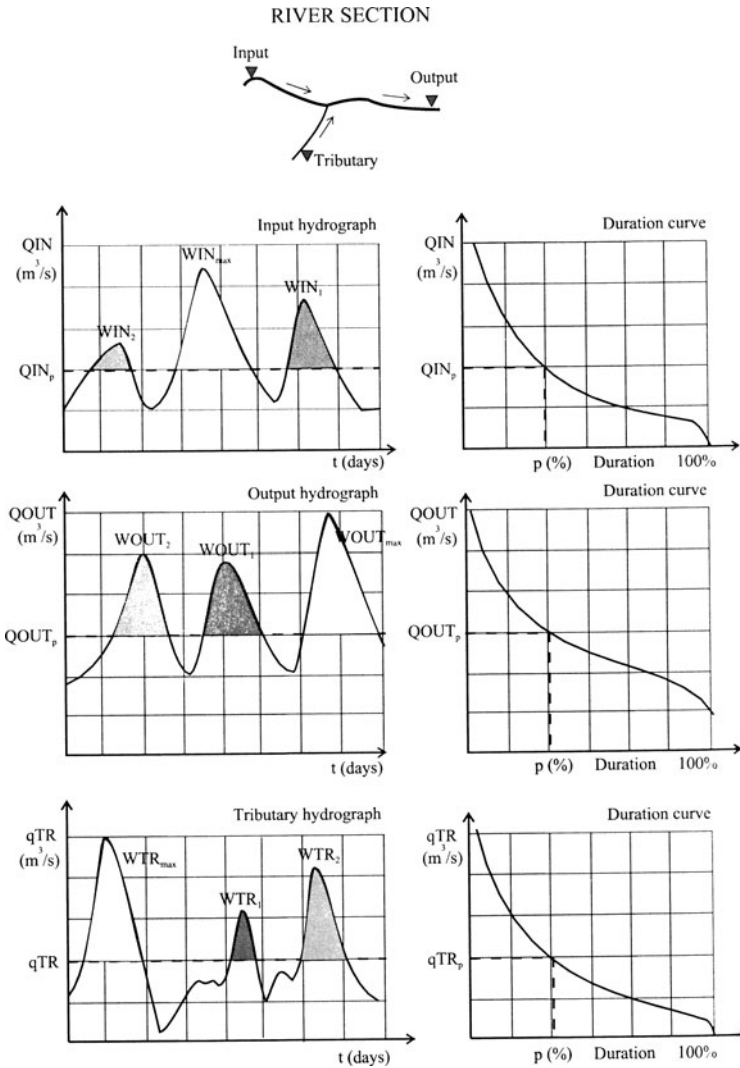 RIVER SECTION
Input
Output
Tributary
Input hydrograph
QIN
(m³/s)
WINmax
WIN₁
WIN₂
QINp
t (days)
Duration curve
QIN
(m³/s)
QINp
p (%) Duration 100%
Output hydrograph
QOUT
(m³/s)
WOUT₂
WOUT₁
WOUTmax
QOUTp
t (days)
Duration curve
QOUT
(m³/s)
QOUTp
p (%) Duration 100%
Tributary hydrograph
qTR
(m³/s)
WTRmax
WTR₁
WTR₂
qTR
t (days)
Duration curve
qTR
(m³/s)
qTRp
p (%) Duration 100%